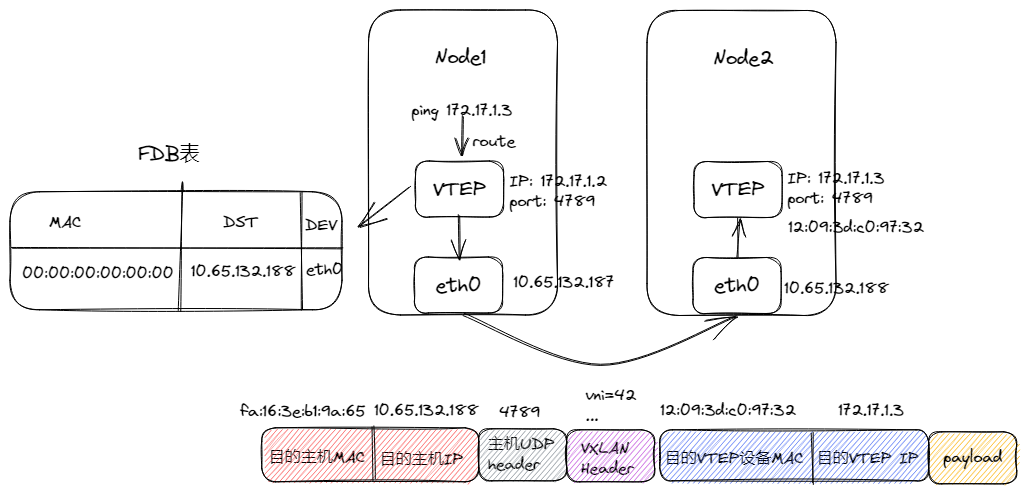 Node1
Node2
ping 172.17.1.3
route
FDB表
VTEP
IP: 172.17.1.2
port: 4789
VTEP
IP: 172.17.1.3
port: 4789
12:09:3d:c0:97:32
MAC
DST
DEV
00:00:00:00:00:00
10.65.132.188
eth0
eth0
10.65.132.187
eth0
10.65.132.188
fa:16:3e:b1:9a:65
10.65.132.188
4789
vni=42
...
12:09:3d:c0:97:32
172.17.1.3
目的主机MAC
目的主机IP
主机UDP
header
VXLAN
Header
目的VTEP设备MAC
目的VTEP IP
payload